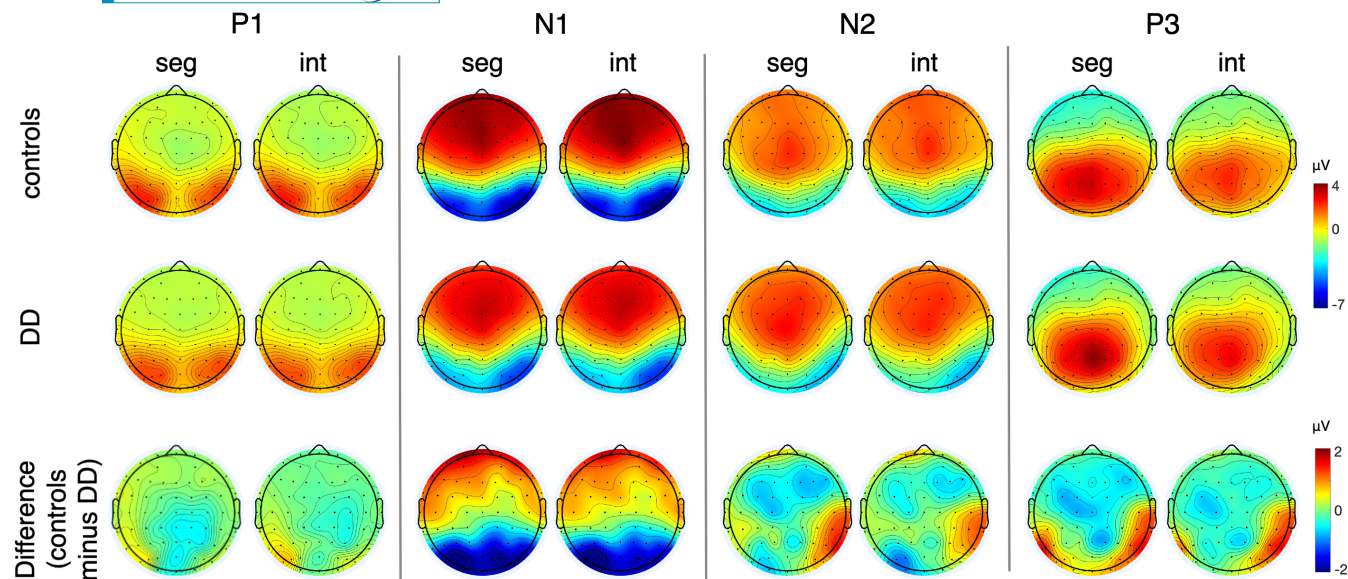 P1 N1 N2 P3
seg int seg int seg int seg int
controls
µV
4
0
-7
DD
Difference
(controls
minus DD)
µV
2
0
-2